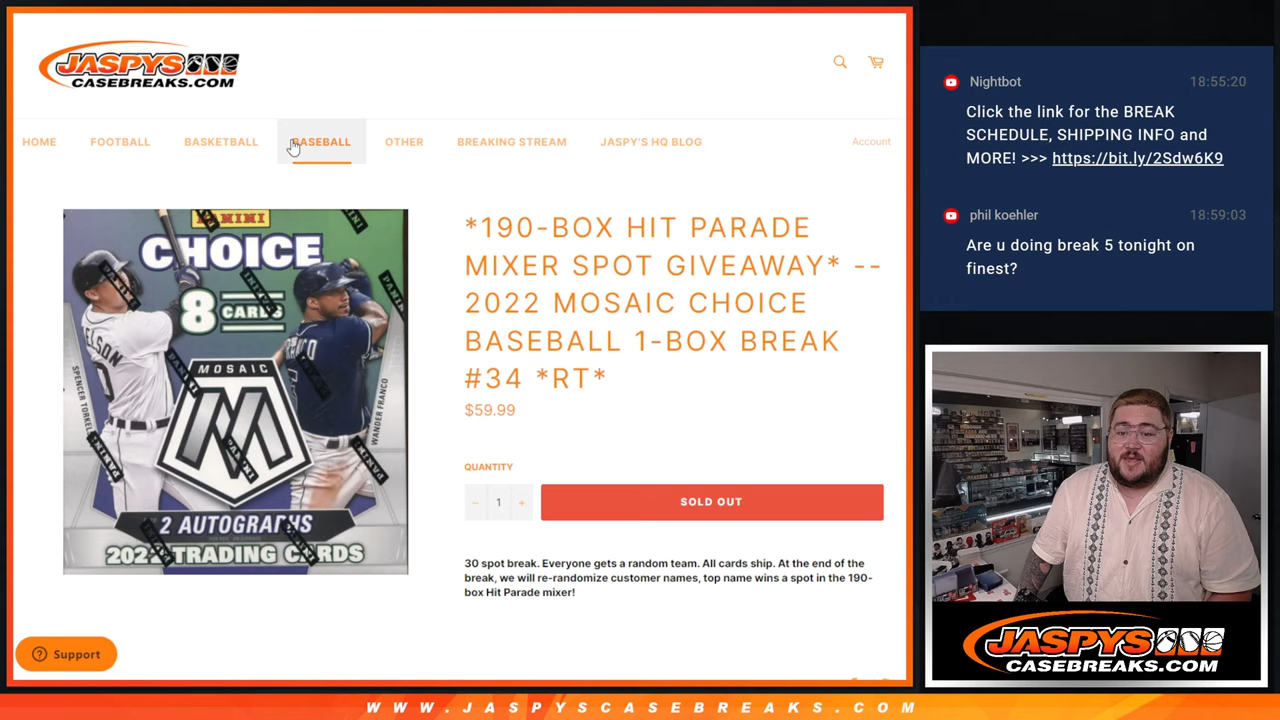 JASPYS
CASEBREAKS.COM
HOME FOOTBALL BASKETBALL BASEBALL OTHER BREAKING STREAM JASPY'S HQ BLOG Account
PANINI
CHOICE
8 CARDS
MOSAIC
M
SPENCER TORKELSON
WANDER FRANCO
2 AUTOGRAPHS
2022 TRADING CARDS
*190-BOX HIT PARADE
MIXER SPOT GIVEAWAY* --
2022 MOSAIC CHOICE
BASEBALL 1-BOX BREAK
#34 *RT*
$59.99
QUANTITY
− 1 +
SOLD OUT
30 spot break. Everyone gets a random team. All cards ship. At the end of the
break, we will re-randomize customer names, top name wins a spot in the 190-
box Hit Parade mixer!
Support
Nightbot 18:55:20
Click the link for the BREAK
SCHEDULE, SHIPPING INFO and
MORE! >>> https://bit.ly/2Sdw6K9
phil koehler 18:59:03
Are u doing break 5 tonight on
finest?
JASPYS
CASEBREAKS.COM
WWW.JASPYSCASEBREAKS.COM